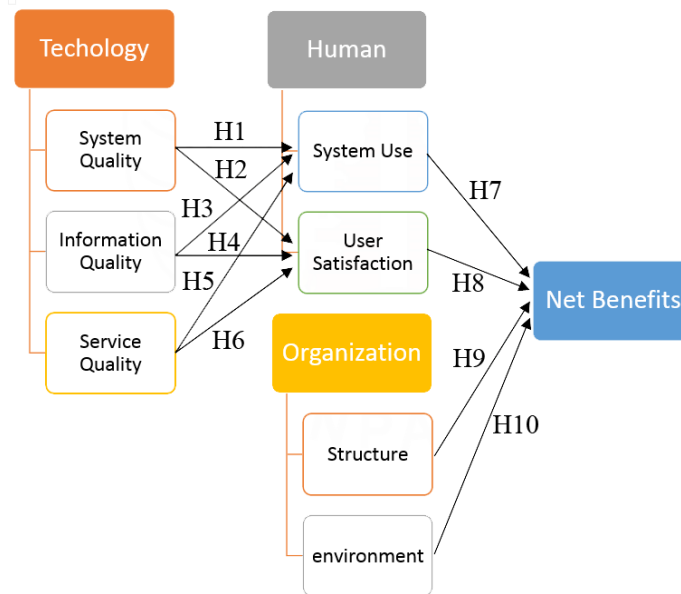 Techology
Human
System
Quality
H1
System Use
H2
H7
H3
Information
Quality
H4
User
Satisfaction
H5
H8
Net Benefits
Service
Quality
H6
Organization
H9
H10
Structure
environment